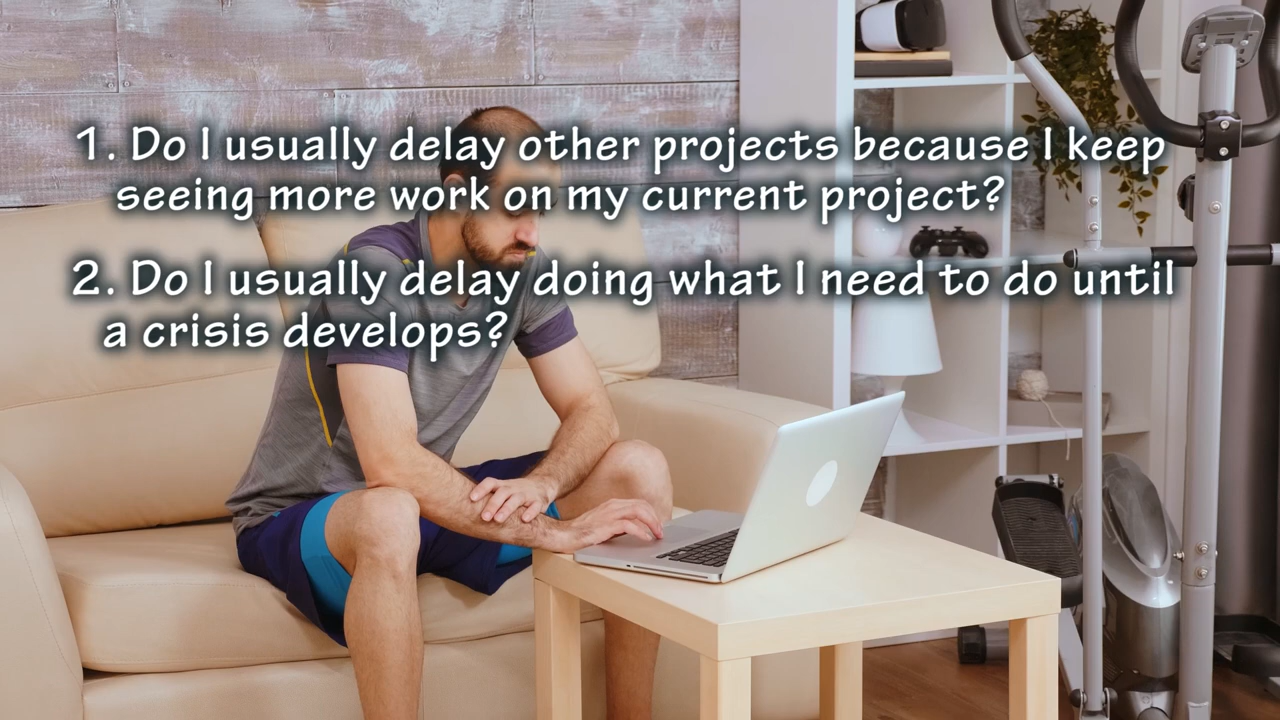 1. Do I usually delay other projects because I keep
seeing more work on my current project?
2. Do I usually delay doing what I need to do until
a crisis develops?